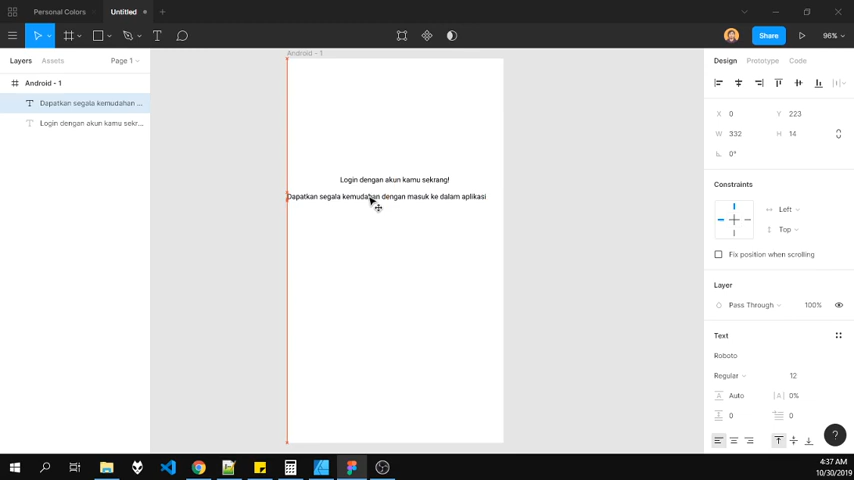 Personal Colors
Untitled
Share
96%
Layers
Assets
Page 1
Android - 1
Dapatkan segala kemudahan ...
Login dengan akun kamu sekr...
Android - 1
Login dengan akun kamu sekrang!
Dapatkan segala kemudahan dengan masuk ke dalam aplikasi
Design
Prototype
Code
X 0
Y 223
W 332
H 14
0°
Constraints
Left
Top
Fix position when scrolling
Layer
Pass Through
100%
Text
Roboto
Regular
12
Auto
|A| 0%
0
0
?
4:37 AM
10/30/2019